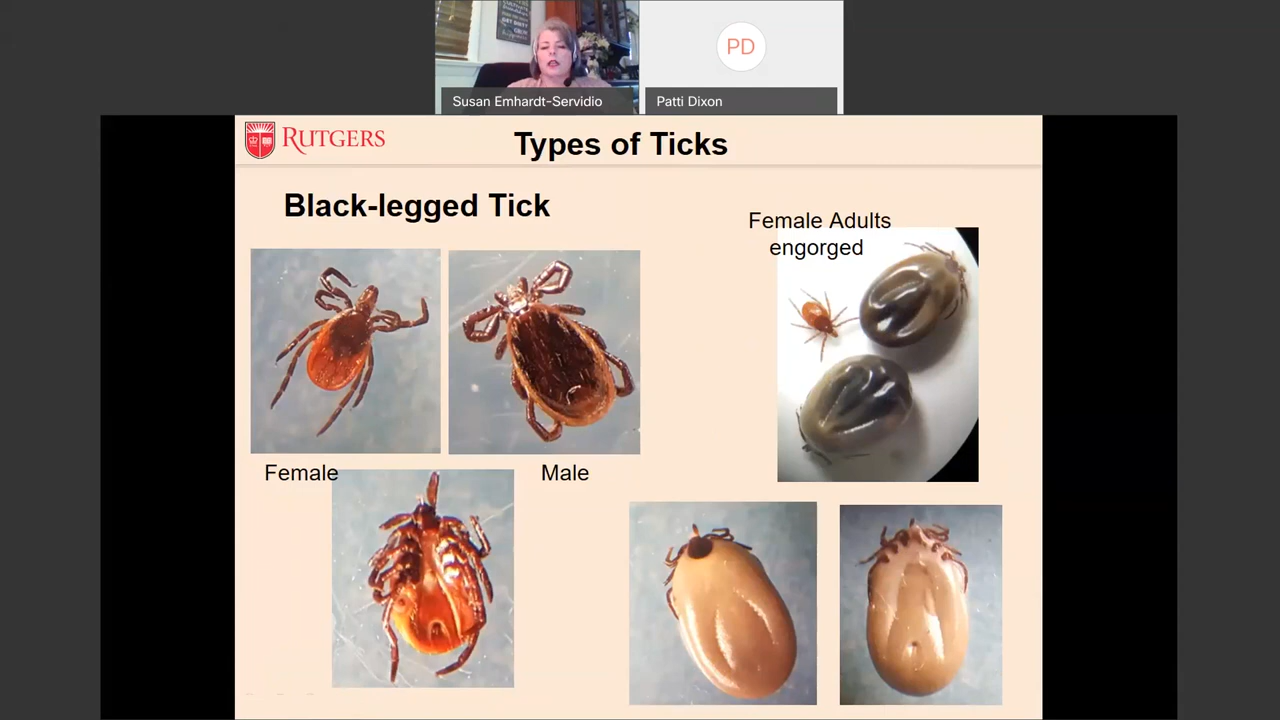 PD
Susan Emhardt-Servidio
Patti Dixon
RUTGERS
Types of Ticks
Black-legged Tick
Female Adults
engorged
Female
Male